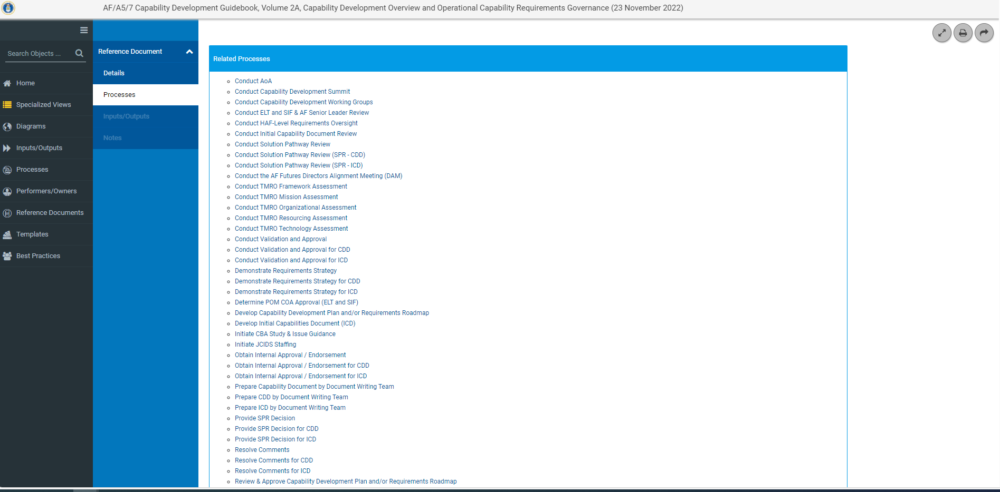 AF/A5/7 Capability Development Guidebook, Volume 2A, Capability Development Overview and Operational Capability Requirements Governance (23 November 2022)
Search Objects ...
Home
Specialized Views
Diagrams
Inputs/Outputs
Processes
Performers/Owners
Reference Documents
Templates
Best Practices
Reference Document
Details
Processes
Inputs/Outputs
Notes
Related Processes
Conduct AoA
Conduct Capability Development Summit
Conduct Capability Development Working Groups
Conduct ELT and SIF & AF Senior Leader Review
Conduct HAF-Level Requirements Oversight
Conduct Initial Capability Document Review
Conduct Solution Pathway Review
Conduct Solution Pathway Review (SPR - CDD)
Conduct Solution Pathway Review (SPR - ICD)
Conduct the AF Futures Directors Alignment Meeting (DAM)
Conduct TMRO Framework Assessment
Conduct TMRO Mission Assessment
Conduct TMRO Organizational Assessment
Conduct TMRO Resourcing Assessment
Conduct TMRO Technology Assessment
Conduct Validation and Approval
Conduct Validation and Approval for CDD
Conduct Validation and Approval for ICD
Demonstrate Requirements Strategy
Demonstrate Requirements Strategy for CDD
Demonstrate Requirements Strategy for ICD
Determine POM COA Approval (ELT and SIF)
Develop Capability Development Plan and/or Requirements Roadmap
Develop Initial Capabilities Document (ICD)
Initiate CBA Study & Issue Guidance
Initiate JCIDS Staffing
Obtain Internal Approval / Endorsement
Obtain Internal Approval / Endorsement for CDD
Obtain Internal Approval / Endorsement for ICD
Prepare Capability Document by Document Writing Team
Prepare CDD by Document Writing Team
Prepare ICD by Document Writing Team
Provide SPR Decision
Provide SPR Decision for CDD
Provide SPR Decision for ICD
Resolve Comments
Resolve Comments for CDD
Resolve Comments for ICD
Review & Approve Capability Development Plan and/or Requirements Roadmap